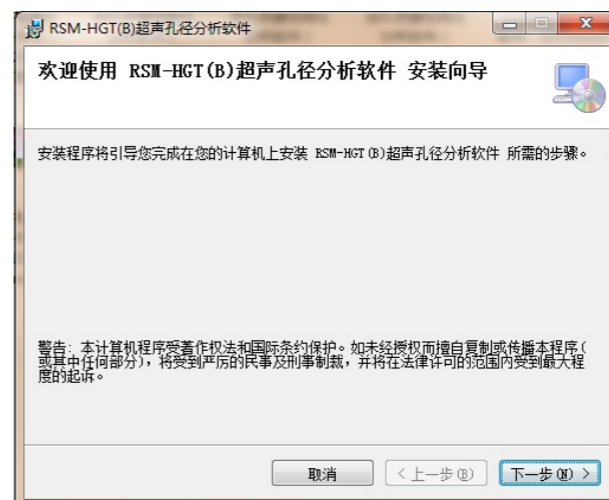 RSM-HGT(B)超声孔径分析软件
欢迎使用 RSM-HGT(B)超声孔径分析软件 安装向导
安装程序将引导您完成在您的计算机上安装 RSM-HGT(B)超声孔径分析软件 所需的步骤。
警告: 本计算机程序受著作权法和国际条约保护。如未经授权而擅自复制或传播本程序(
或其中任何部分), 将受到严厉的民事及刑事制裁, 并将在法律许可的范围内受到最大程
度的起诉。
取消
< 上一步(B)
下一步(N) >